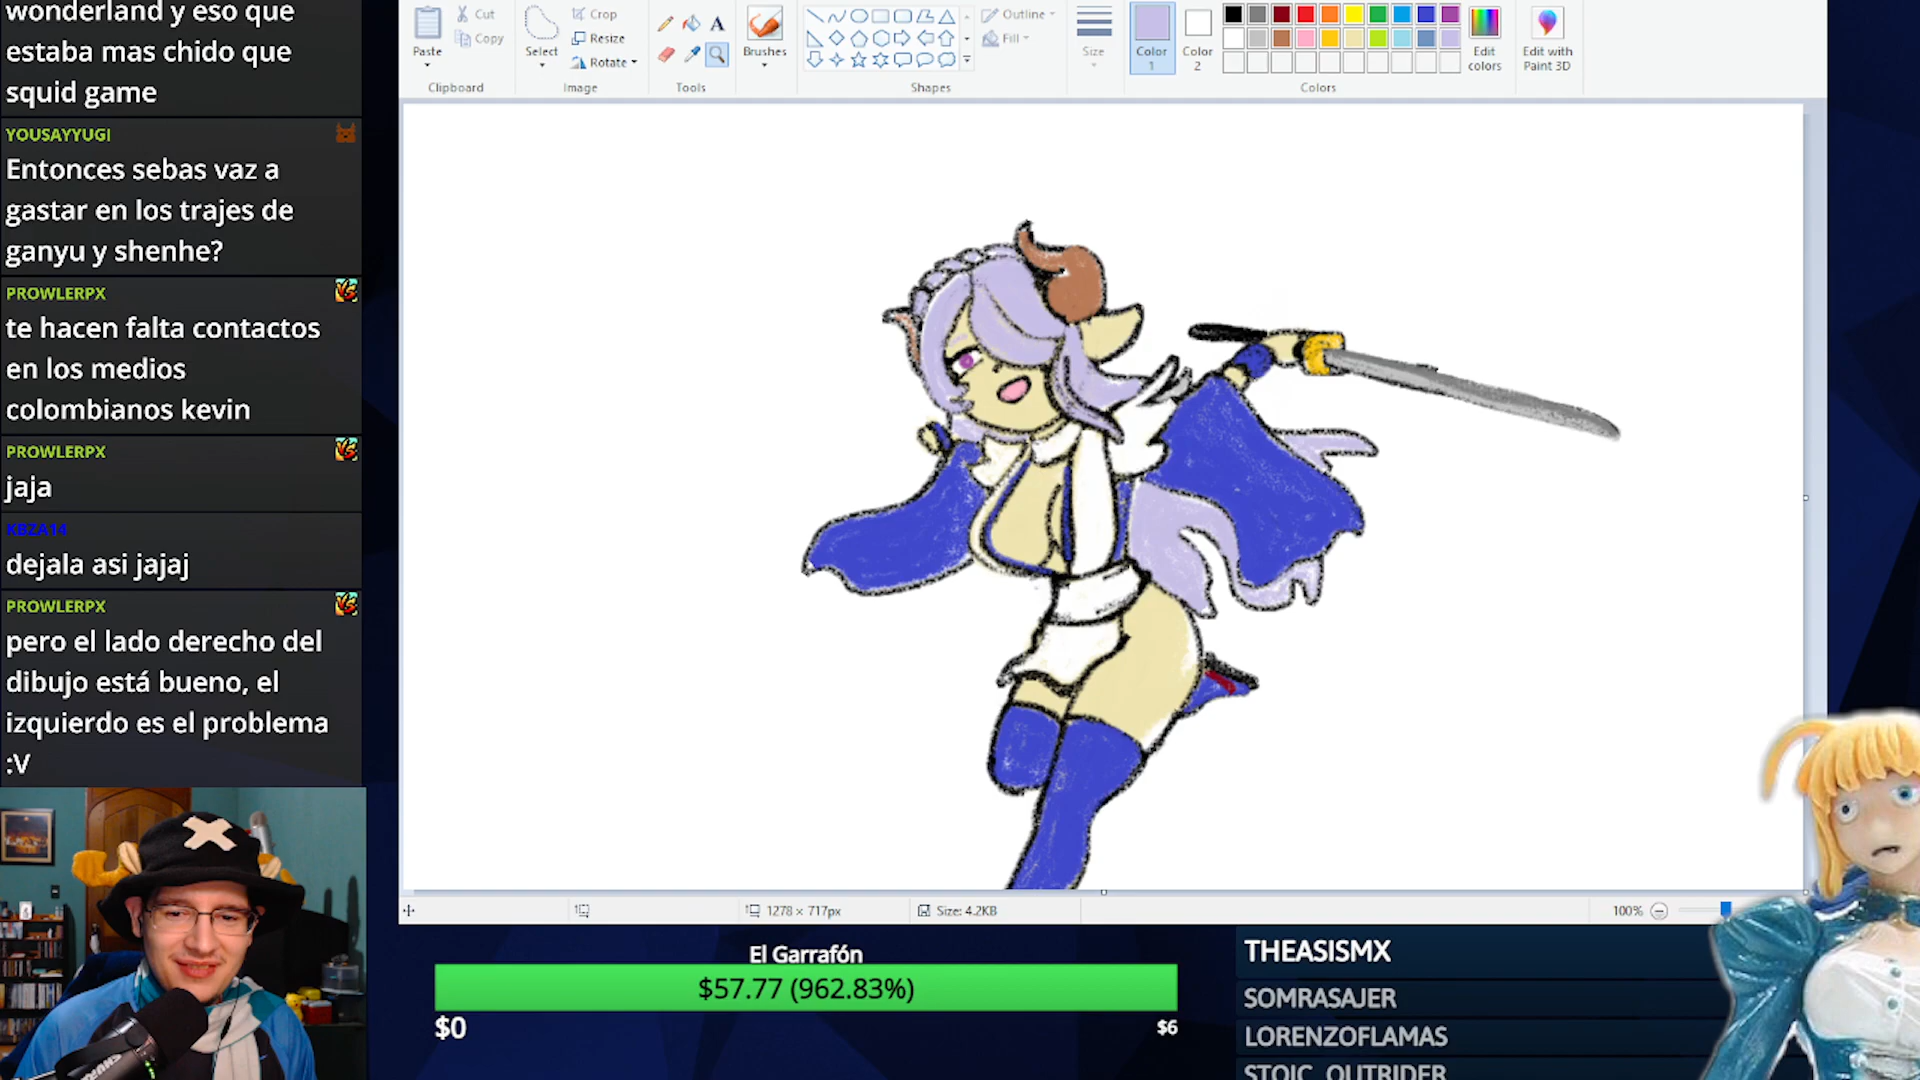 wonderland y eso que
estaba mas chido que
squid game
YOUSAYYUGI
Entonces sebas vaz a
gastar en los trajes de
ganyu y shenhe?
PROWLERPX
te hacen falta contactos
en los medios
colombianos kevin
PROWLERPX
jaja
KBZA14
dejala asi jajaj
PROWLERPX
pero el lado derecho del
dibujo está bueno, el
izquierdo es el problema
:V
Paste
Cut
Copy
Clipboard
Select
Crop
Resize
Rotate
Image
A
Tools
Brushes
Outline
Fill
Shapes
Size
Color
1
Color
2
Edit
colors
Colors
Edit with
Paint 3D
1278 × 717px
Size: 4.2KB
100%
El Garrafón
$57.77 (962.83%)
$0
$6
THEASISMX
SOMRASAJER
LORENZOFLAMAS
STOIC_OUTRIDER